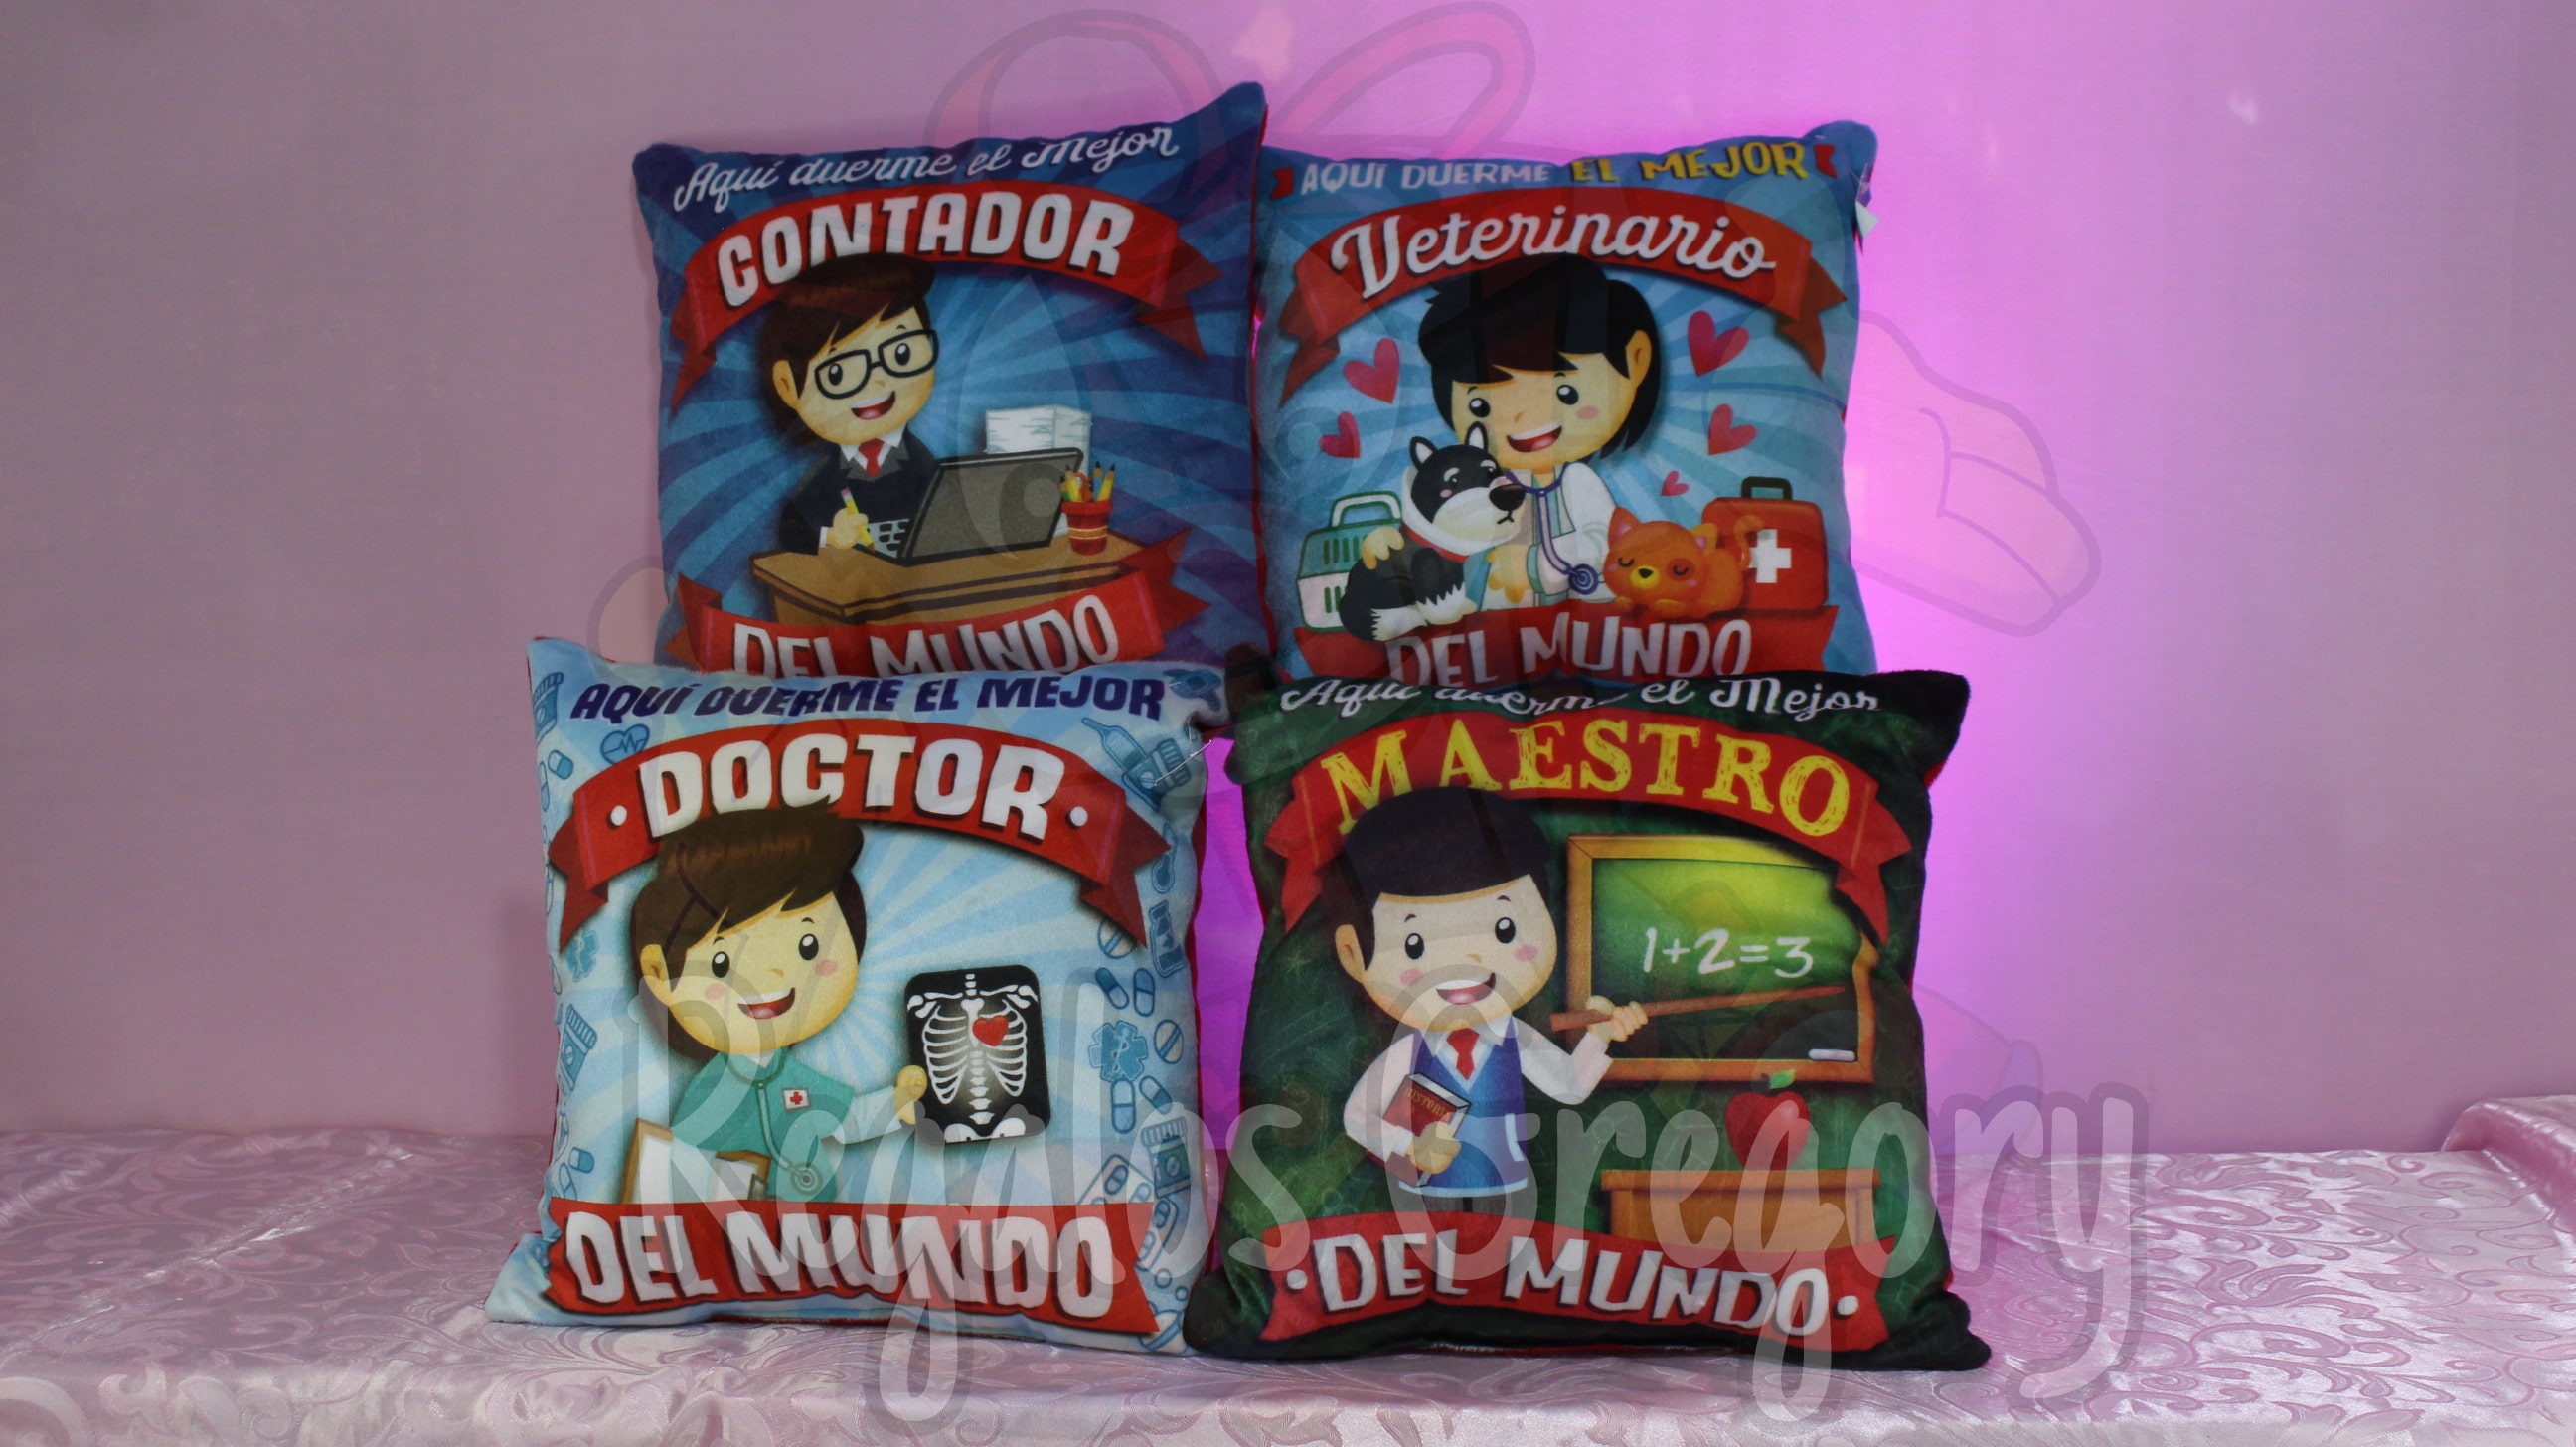 Aquí duerme el Mejor
CONTADOR
DEL MUNDO
AQUÍ DUERME EL MEJOR
Veterinario
DEL MUNDO
AQUÍ DUERME EL MEJOR
DOCTOR
DEL MUNDO
Aquí duerme el Mejor
MAESTRO
1+2=3
HISTORIA
DEL MUNDO
Regalos Gregory